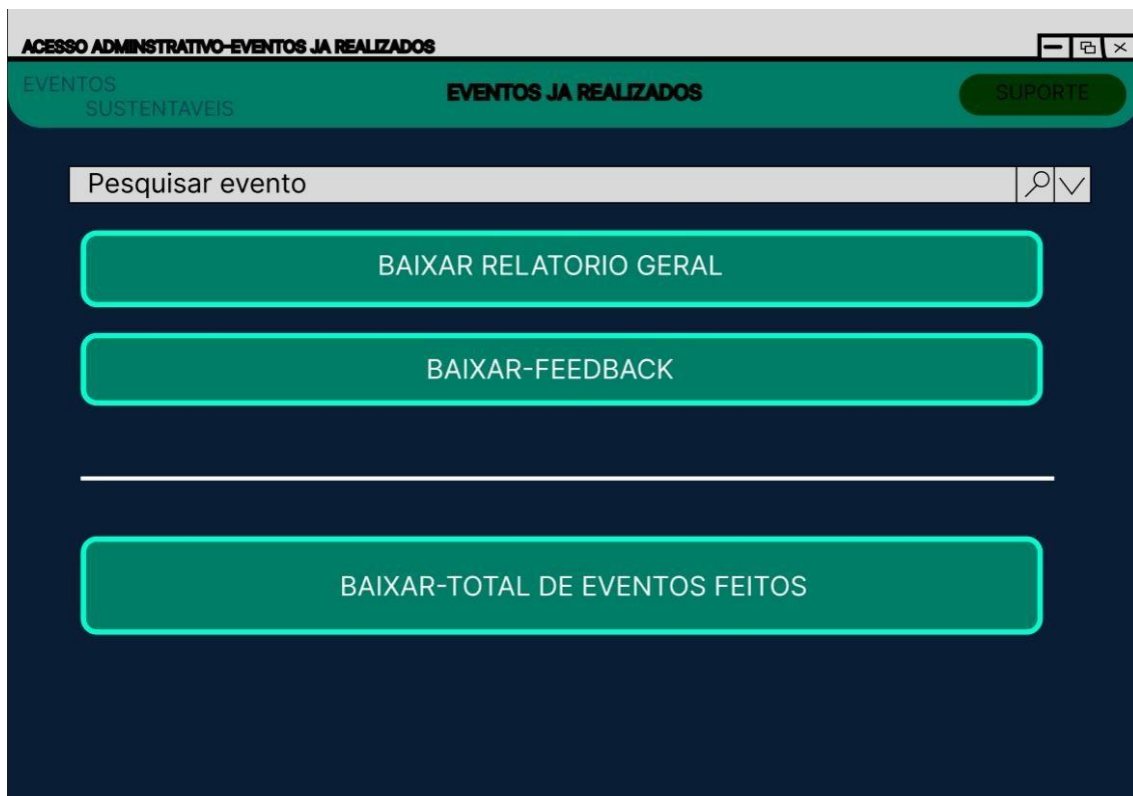 ACESSO ADMINSTRATIVO-EVENTOS JA REALIZADOS
EVENTOS
SUSTENTAVEIS
EVENTOS JA REALIZADOS
SUPORTE
Pesquisar evento
BAIXAR RELATORIO GERAL
BAIXAR-FEEDBACK
BAIXAR-TOTAL DE EVENTOS FEITOS